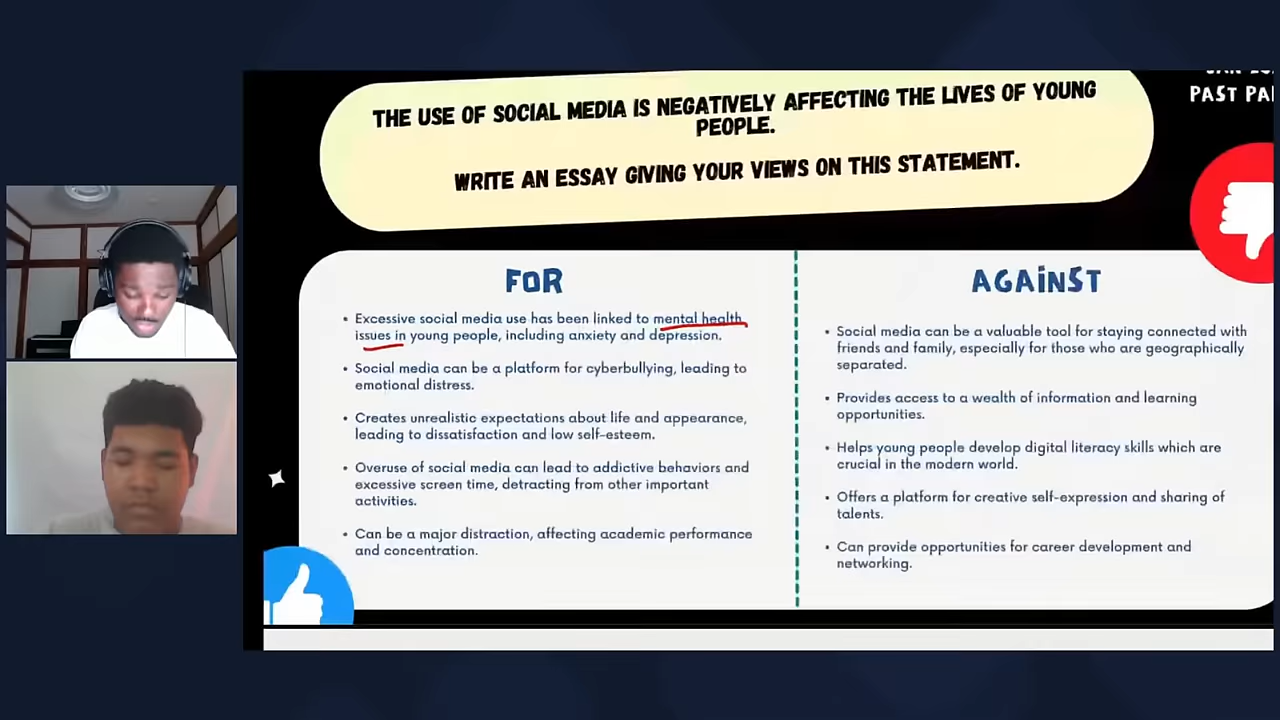 THE USE OF SOCIAL MEDIA IS NEGATIVELY AFFECTING THE LIVES OF YOUNG
PEOPLE.
WRITE AN ESSAY GIVING YOUR VIEWS ON THIS STATEMENT.
PAST
FOR
• Excessive social media use has been linked to mental health
issues in young people, including anxiety and depression.
• Social media can be a platform for cyberbullying, leading to
emotional distress.
• Creates unrealistic expectations about life and appearance,
leading to dissatisfaction and low self-esteem.
• Overuse of social media can lead to addictive behaviors and
excessive screen time, detracting from other important
activities.
• Can be a major distraction, affecting academic performance
and concentration.
AGAINST
• Social media can be a valuable tool for staying connected with
friends and family, especially for those who are geographically
separated.
• Provides access to a wealth of information and learning
opportunities.
• Helps young people develop digital literacy skills which are
crucial in the modern world.
• Offers a platform for creative self-expression and sharing of
talents.
• Can provide opportunities for career development and
networking.